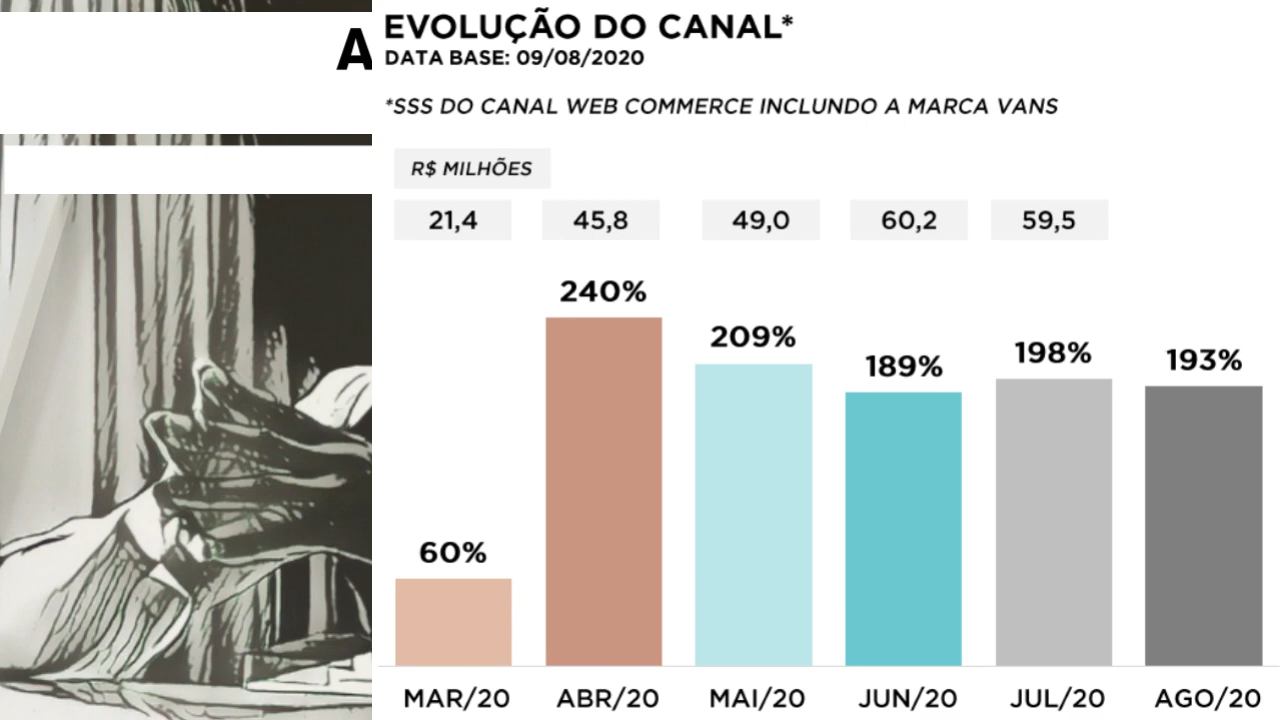 A
EVOLUÇÃO DO CANAL*
DATA BASE: 09/08/2020
*SSS DO CANAL WEB COMMERCE INCLUNDO A MARCA VANS
R$ MILHÕES
21,4 45,8 49,0 60,2 59,5
60% 240% 209% 189% 198% 193%
MAR/20 ABR/20 MAI/20 JUN/20 JUL/20 AGO/20